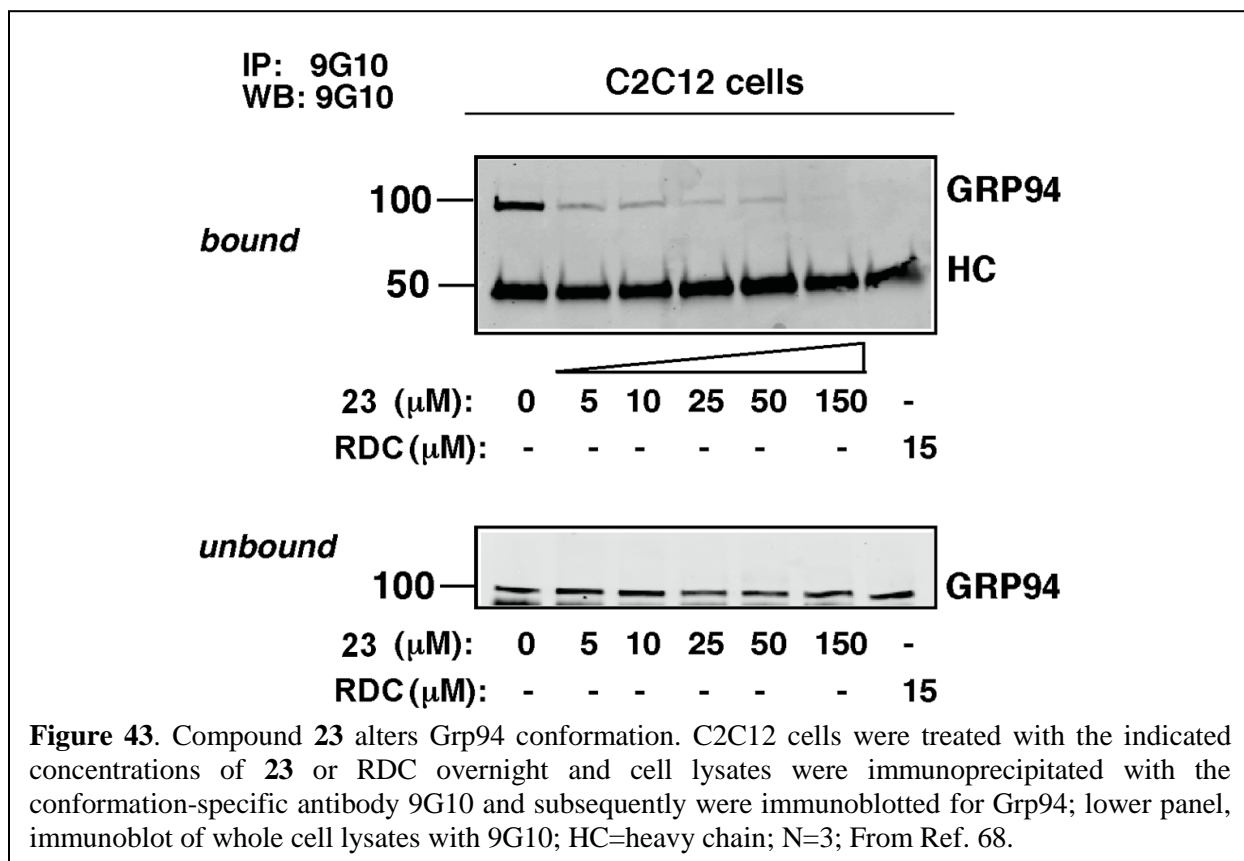 IP: 9G10
WB: 9G10
C2C12 cells
100
GRP94
bound
HC
50
23 (μM): 0 5 10 25 50 150 -
RDC(μM): - - - - - - 15
unbound
100
GRP94
23 (μM): 0 5 10 25 50 150 -
RDC(μM): - - - - - - 15
Figure 43. Compound 23 alters Grp94 conformation. C2C12 cells were treated with the indicated
concentrations of 23 or RDC overnight and cell lysates were immunoprecipitated with the
conformation-specific antibody 9G10 and subsequently were immunoblotted for Grp94; lower panel,
immunoblot of whole cell lysates with 9G10; HC=heavy chain; N=3; From Ref. 68.